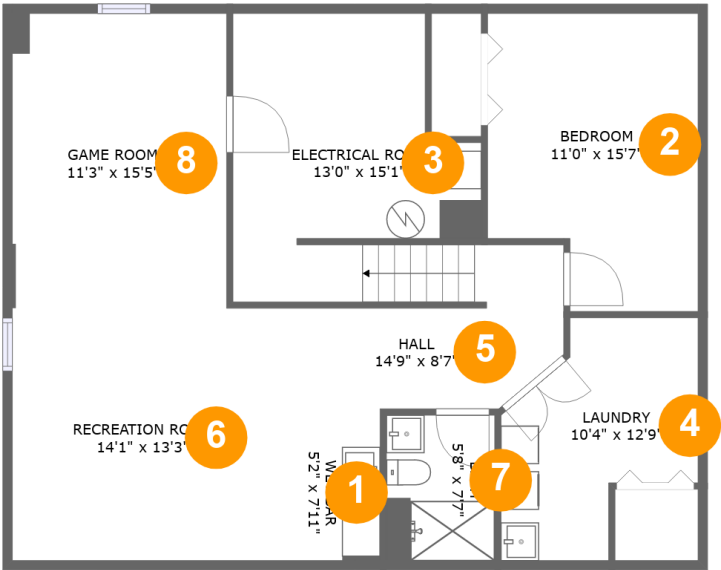 GAME ROOM
11'3" x 15'5"
8
ELECTRICAL RO
13'0" x 15'1"
3
BEDROOM
11'0" x 15'7"
2
HALL
14'9" x 8'7"
5
RECREATION RO
14'1" x 13'3"
6
LAUNDRY
10'4" x 12'9"
4
5'2" x 7'11"
1
5'8" x 7'7"
7